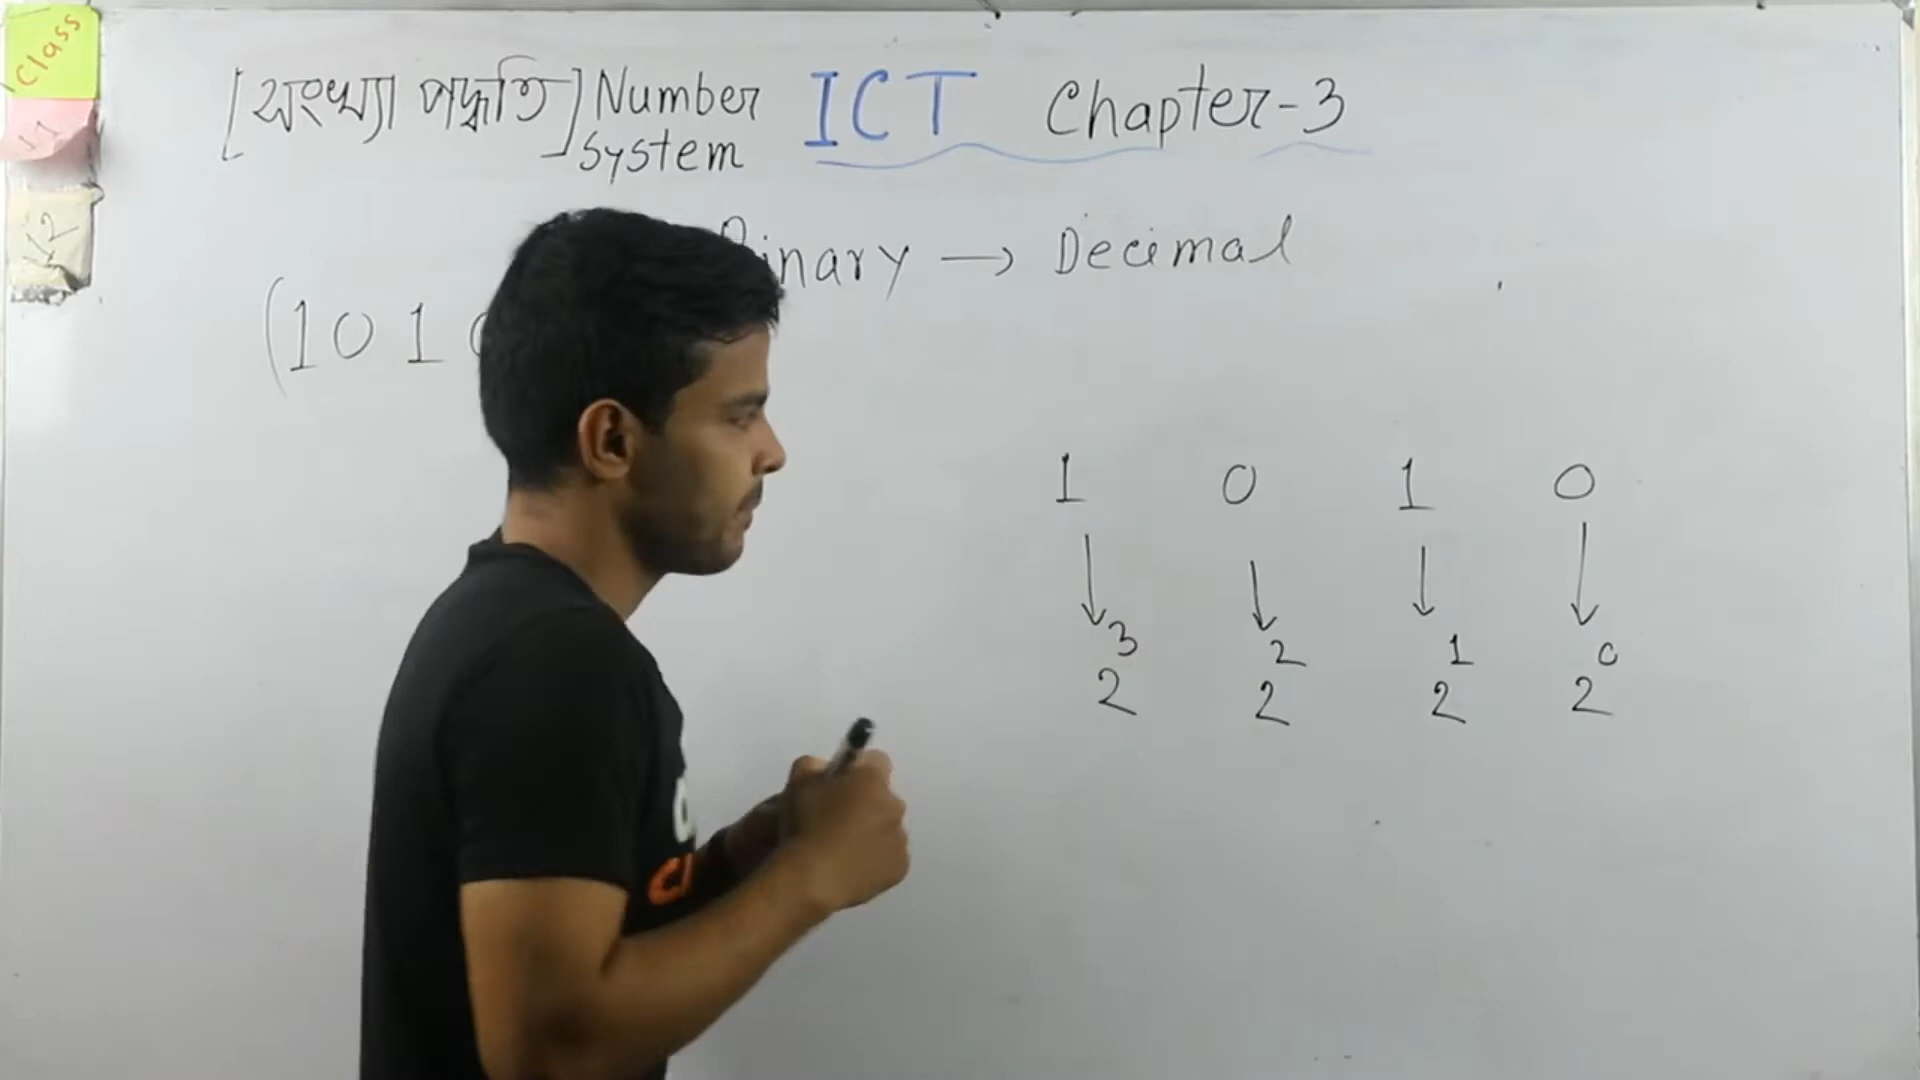 Class
[সংখ্যা পদ্ধতি] Number System ICT Chapter-3
Binary → Decimal
(1 0 1 0
1 0 1 0
↓ ↓ ↓ ↓
2³ 2² 2¹ 2⁰